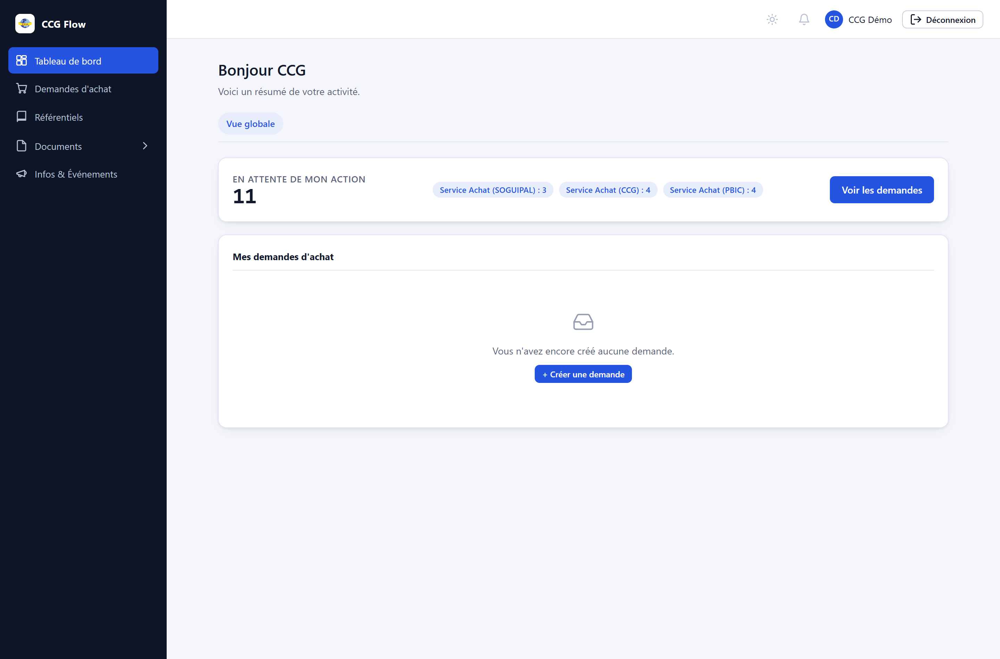 CCG Flow
Tableau de bord
Demandes d'achat
Référentiels
Documents
Infos & Événements
CD
CCG Démo
Déconnexion
Bonjour CCG
Voici un résumé de votre activité.
Vue globale
EN ATTENTE DE MON ACTION
11
Service Achat (SOGUIPAL) : 3
Service Achat (CCG) : 4
Service Achat (PBIC) : 4
Voir les demandes
Mes demandes d'achat
Vous n'avez encore créé aucune demande.
+ Créer une demande